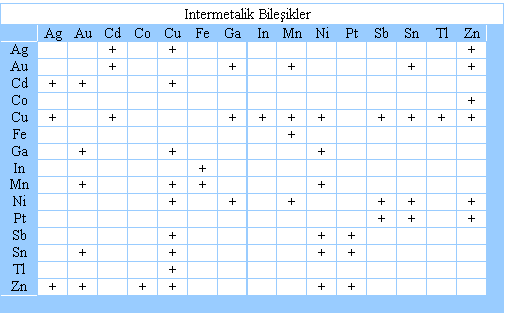 Intermetalik Bileşikler
Ag Au Cd Co Cu Fe Ga In Mn Ni Pt Sb Sn Tl Zn
Ag + + +
Au + + + + +
Cd + + +
Co +
Cu + + + + + + + + + +
Fe +
Ga + + +
In +
Mn + + + +
Ni + + + + + +
Pt + + +
Sb + + +
Sn + + + +
Tl +
Zn + + + + + +